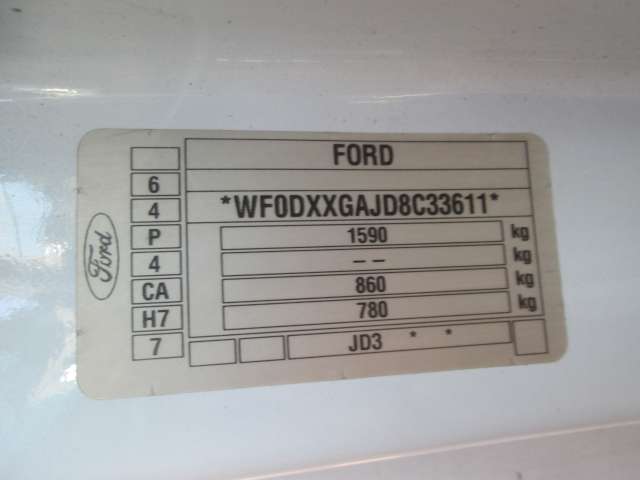 FORD
6
4 *WF0DXXGAJD8C33611*
P 1590 kg
4 – – kg
CA 860 kg
H7 780 kg
7 JD3 * *
Ford